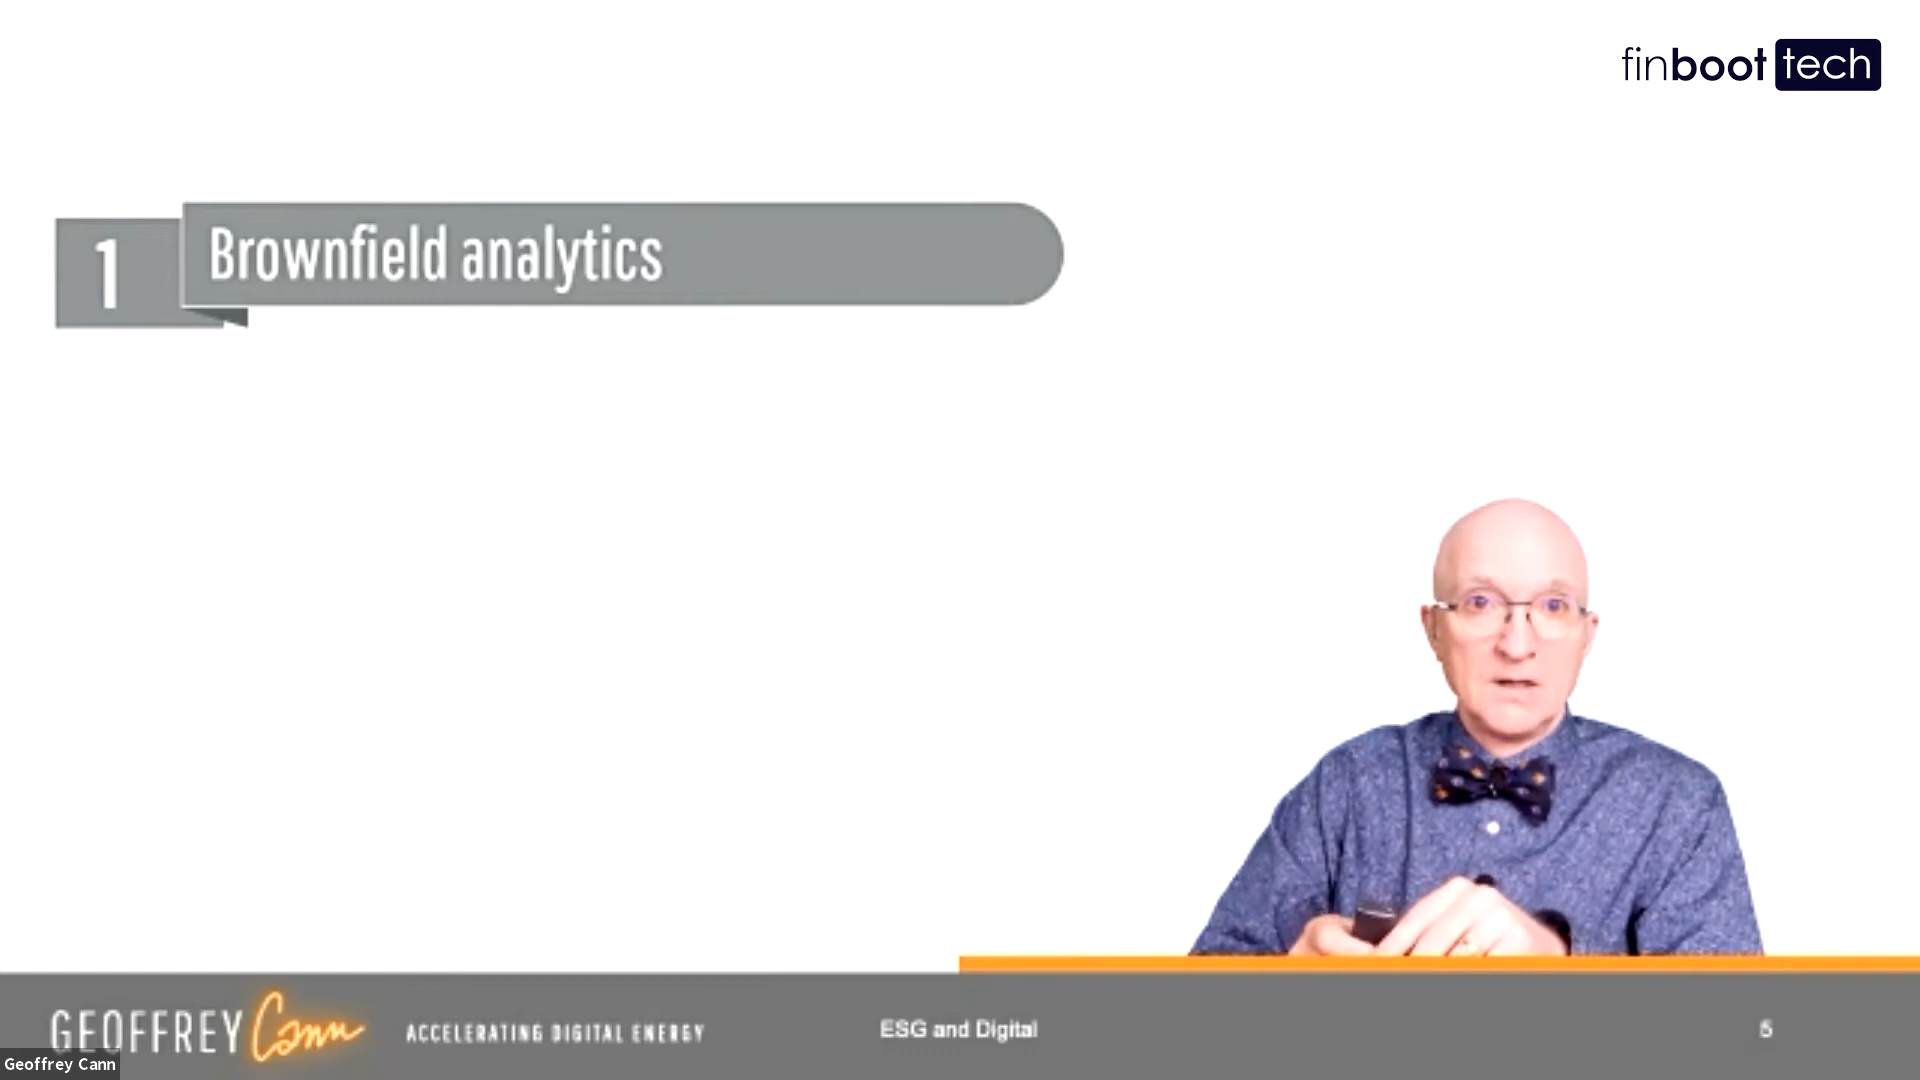 finboot tech
1 Brownfield analytics
GEOFFREY Cann
ACCELERATING DIGITAL ENERGY
ESG and Digital
5
Geoffrey Cann